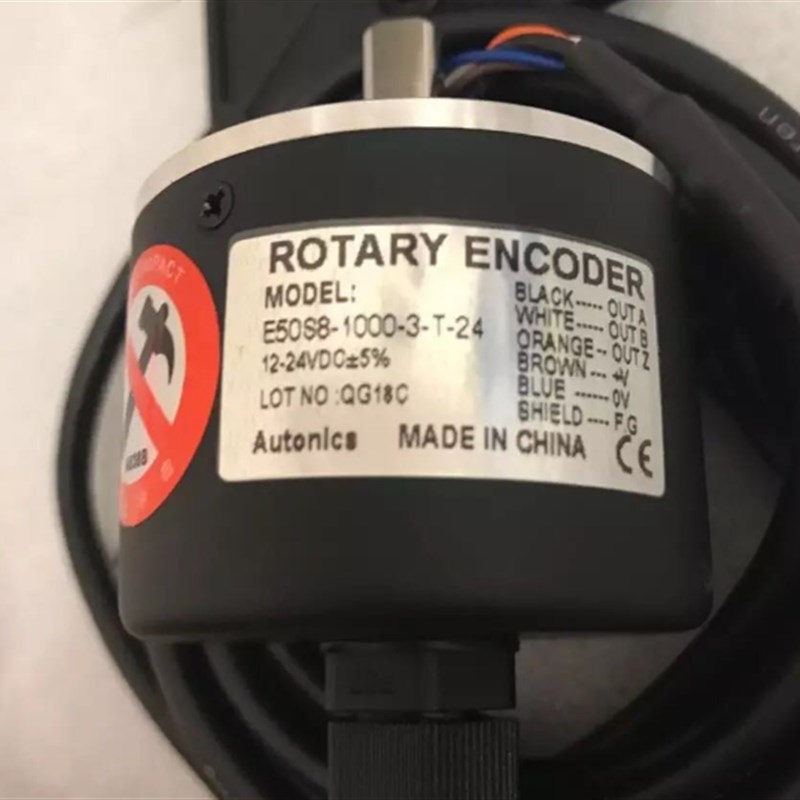 ROTARY ENCODER
MODEL:
E50S8-1000-3-T-24
12-24VDC±5%
LOT NO :QG18C
Autonics MADE IN CHINA
BLACK----- OUT A
WHITE----- OUT B
ORANGE-- OUT Z
BROWN---- +V
BLUE ----- 0V
SHIELD---- F.G
CE